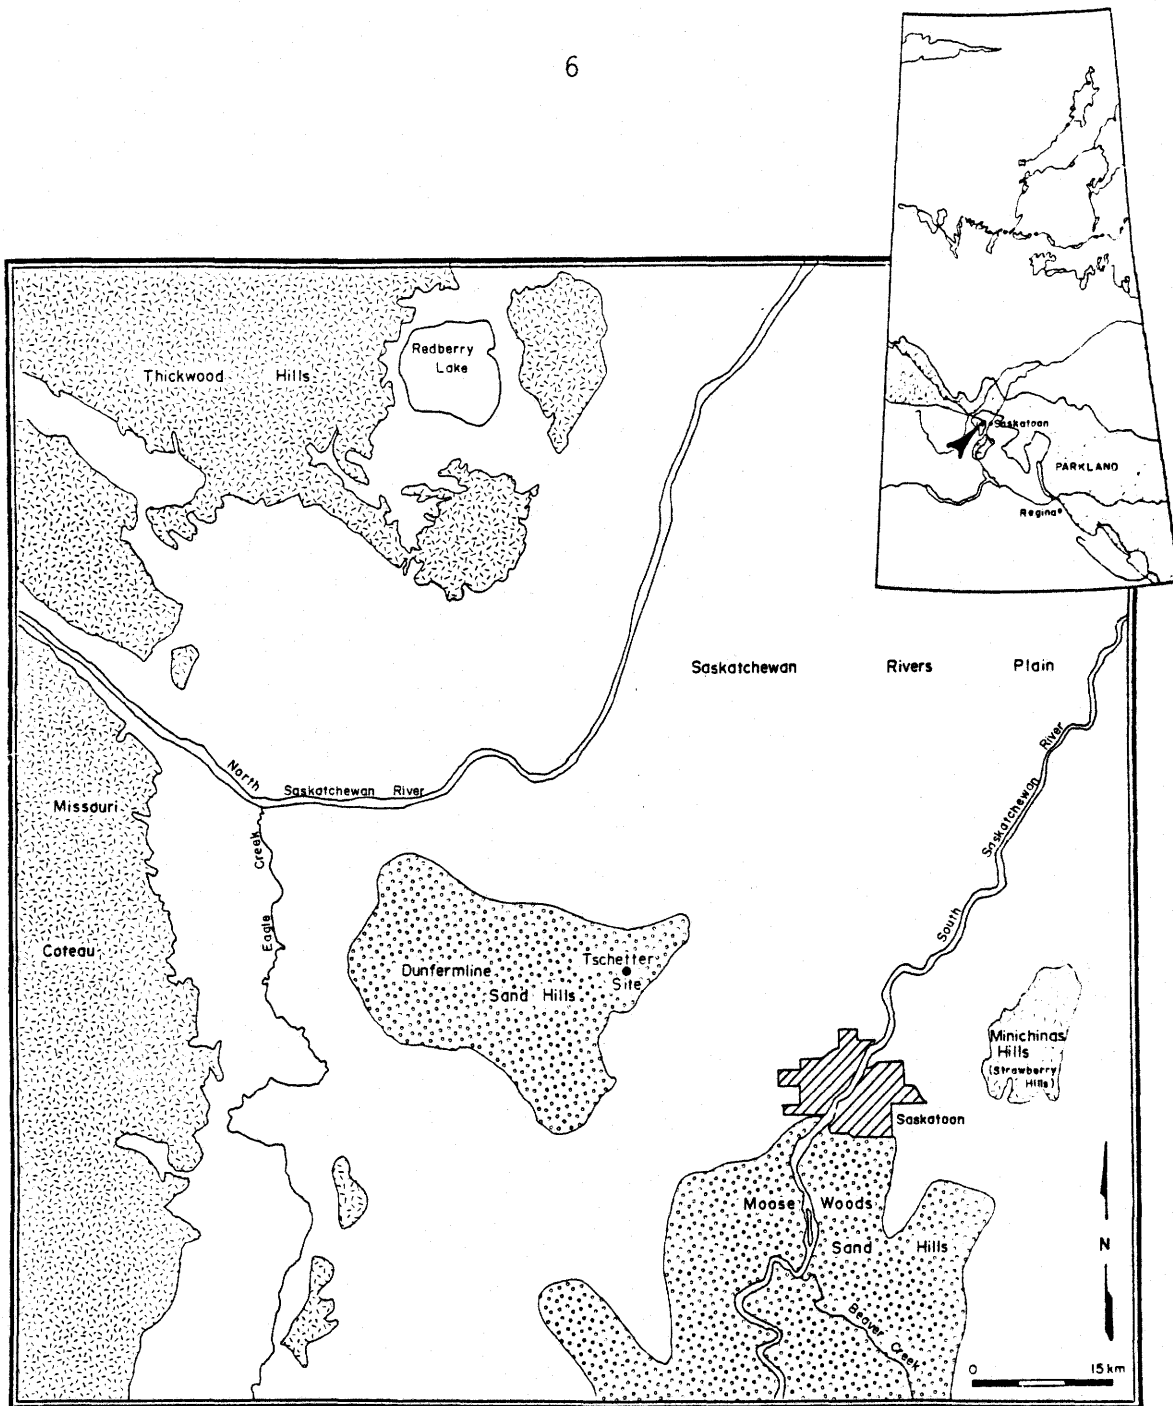 6
Saskatoon
PARKLAND
Regina
Redberry
Lake
Thickwood Hills
Saskatchewan Rivers Plain
North Saskatchewan River
Missouri
Creek
Eagle
Coteau
South Saskatchewan River
Dunfermline
Sand Hills
Tschetter
Site
Minichinas
Hills
(Strawberry
Hills)
Saskatoon
Moose Woods
Sand Hills
Beaver Creek
N
0 15 km